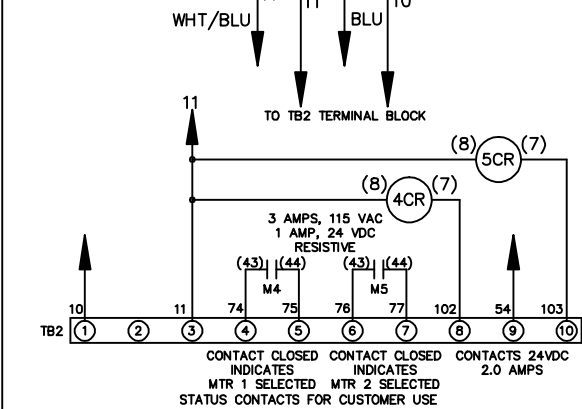 11 10
WHT/BLU BLU
TO TB2 TERMINAL BLOCK
11
(8) 5CR (7)
(8) 4CR (7)
3 AMPS, 115 VAC
1 AMP, 24 VDC
RESISTIVE
(43) (44) (43) (44)
M4 M5
10 11 74 75 76 77 102 54 103
TB2 1 2 3 4 5 6 7 8 9 10
CONTACT CLOSED CONTACT CLOSED CONTACTS 24VDC
INDICATES INDICATES 2.0 AMPS
MTR 1 SELECTED MTR 2 SELECTED
STATUS CONTACTS FOR CUSTOMER USE